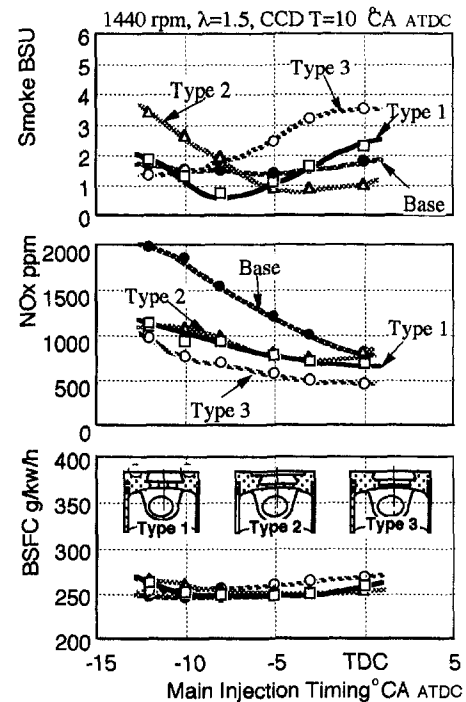 1440 rpm, λ=1.5, CCD T=10 °CA ATDC
Smoke BSU
6
5
4
3
2
1
0
Type 2
Type 3
Type 1
Base
NOx ppm
2000
1500
1000
500
0
Base
Type 2
Type 1
Type 3
BSFC g/kw/h
400
350
300
250
200
Type 1
Type 2
Type 3
-15
-10
-5
TDC
5
Main Injection Timing°CA ATDC